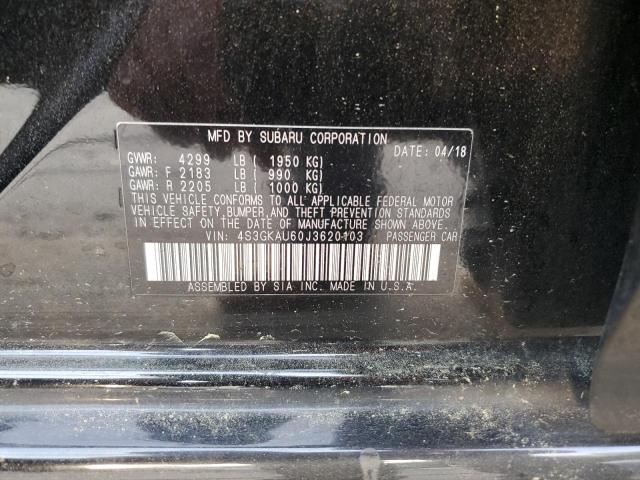 MFD BY SUBARU CORPORATION
GVWR: 4299 LB ( 1950 KG) DATE: 04/18
GAWR: F 2183 LB ( 990 KG)
GAWR: R 2205 LB ( 1000 KG)
THIS VEHICLE CONFORMS TO ALL APPLICABLE FEDERAL MOTOR
VEHICLE SAFETY, BUMPER, AND THEFT PREVENTION STANDARDS
IN EFFECT ON THE DATE OF MANUFACTURE SHOWN ABOVE.
VIN: 4S3GKAU60J3620103 PASSENGER CAR
ASSEMBLED BY SIA INC. MADE IN U.S.A.